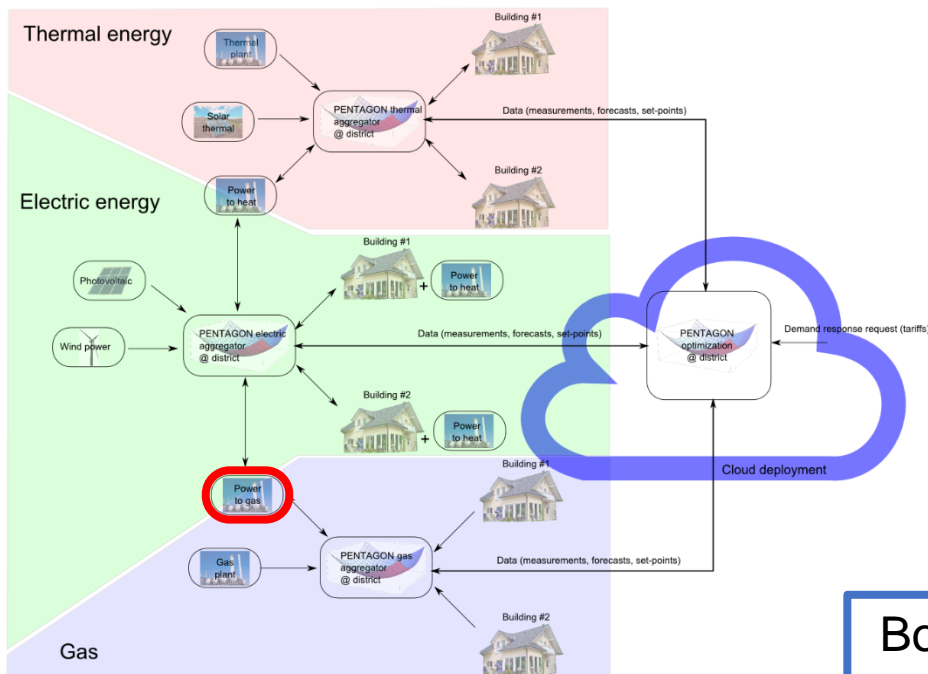 Thermal energy
Thermal
plant
Building #1
Solar
thermal
PENTAGON thermal
aggregator
@ district
Data (measurements, forecasts, set-points)
Building #2
Power
to heat
Electric energy
Building #1
+
Power
to heat
Photovoltaic
Wind power
PENTAGON electric
aggregator
@ district
Data (measurements, forecasts, set-points)
PENTAGON
optimization
@ district
Demand response request (tariffs)
Building #2
+
Power
to heat
Cloud deployment
Building #1
Power
to gas
Gas
plant
PENTAGON gas
aggregator
@ district
Data (measurements, forecasts, set-points)
Building #2
Gas